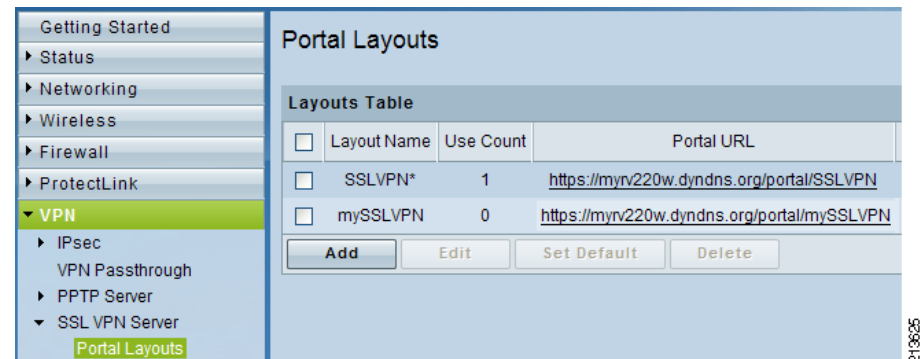 Getting Started
Status
Networking
Wireless
Firewall
ProtectLink
VPN
IPsec
VPN Passthrough
PPTP Server
SSL VPN Server
Portal Layouts
Portal Layouts
Layouts Table
Layout Name Use Count Portal URL
SSLVPN* 1 https://myrv220w.dyndns.org/portal/SSLVPN
mySSLVPN 0 https://myrv220w.dyndns.org/portal/mySSLVPN
Add Edit Set Default Delete
213625